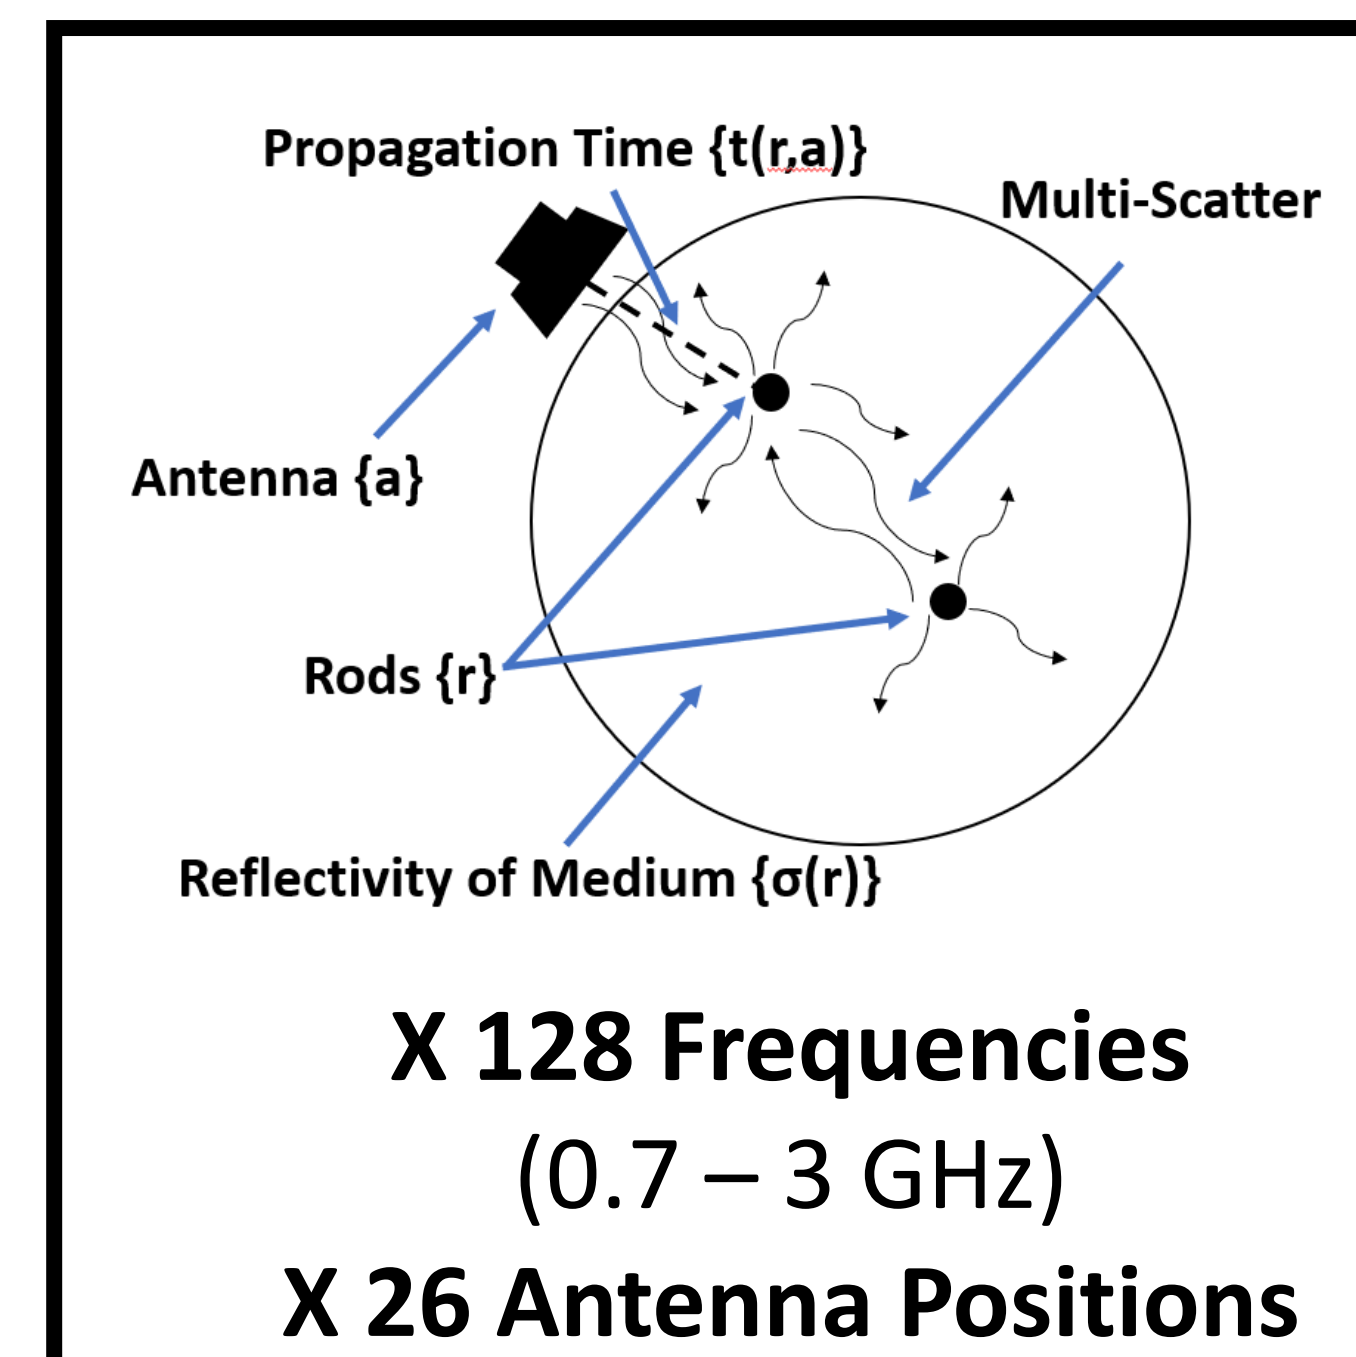 Propagation Time {t(r,a)}
Multi-Scatter
Antenna {a}
Rods {r}
Reflectivity of Medium {σ(r)}
X 128 Frequencies
(0.7 – 3 GHz)
X 26 Antenna Positions